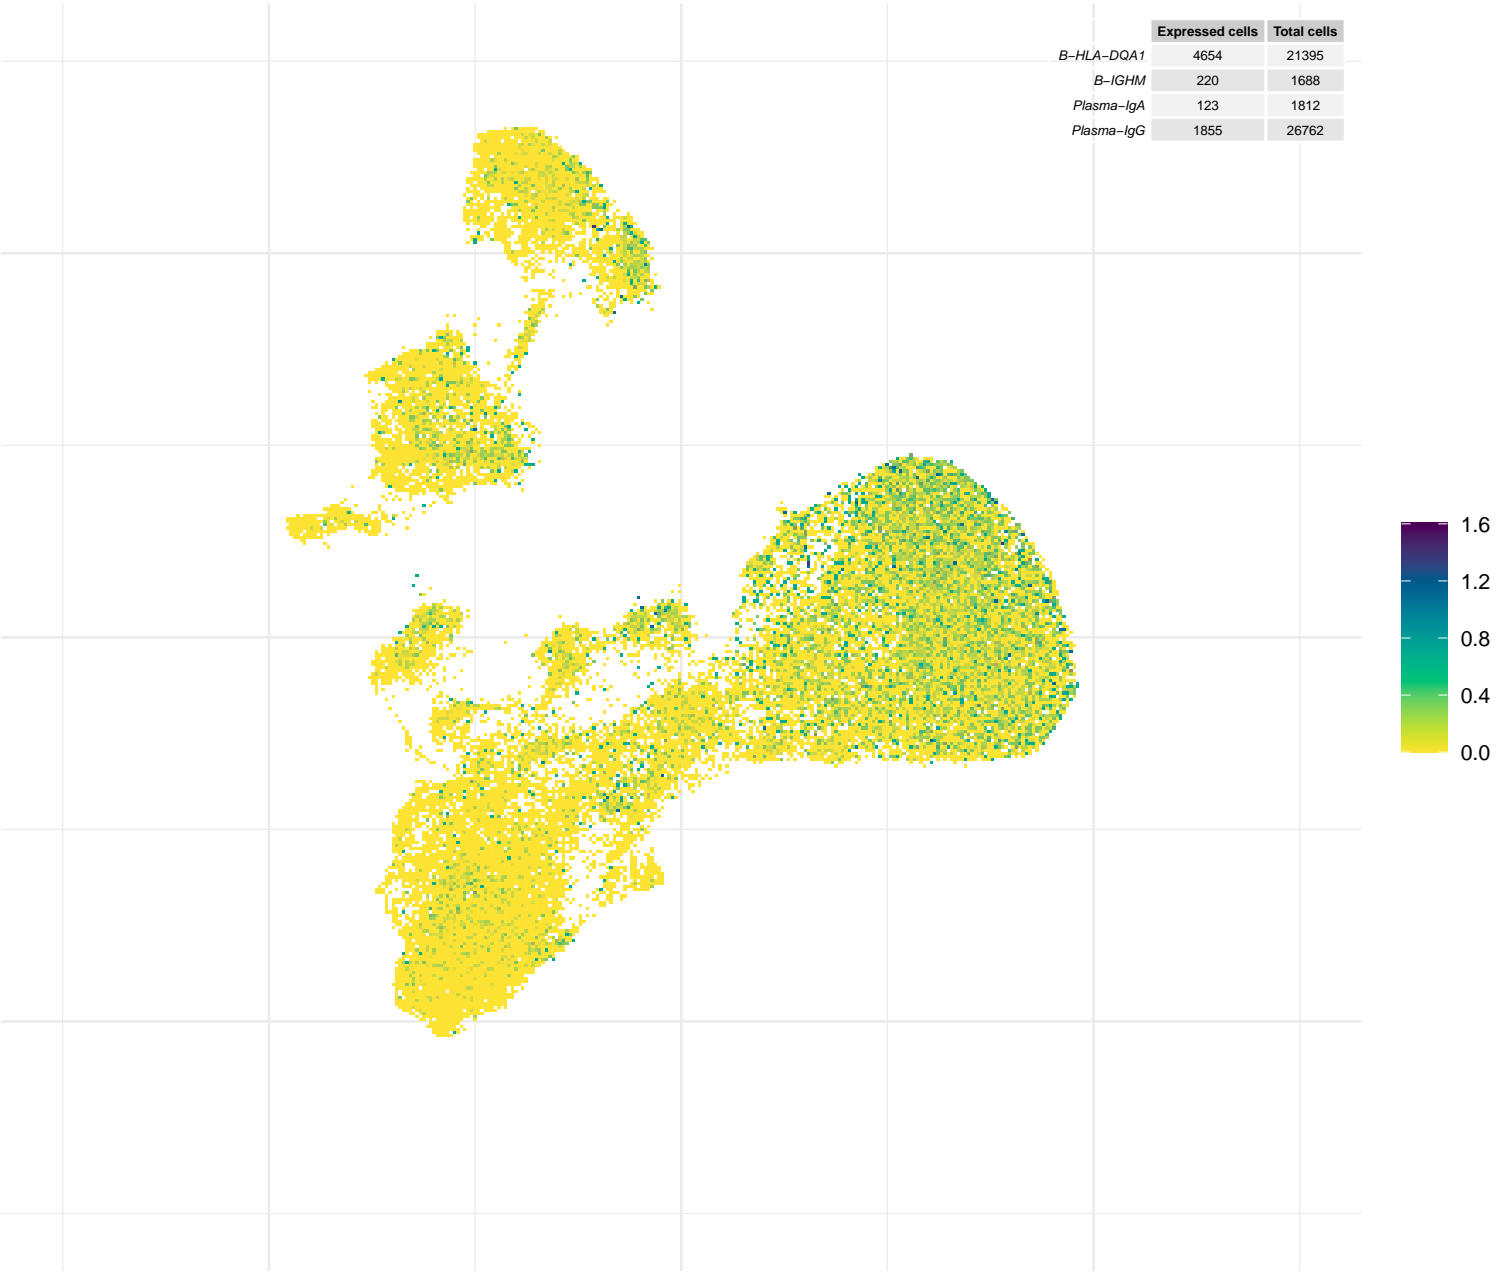 Expressed cells Total cells
B−HLA−DQA1 4654 21395
B−IGHM 220 1688
Plasma−IgA 123 1812
Plasma−IgG 1855 26762
1.6
1.2
0.8
0.4
0.0